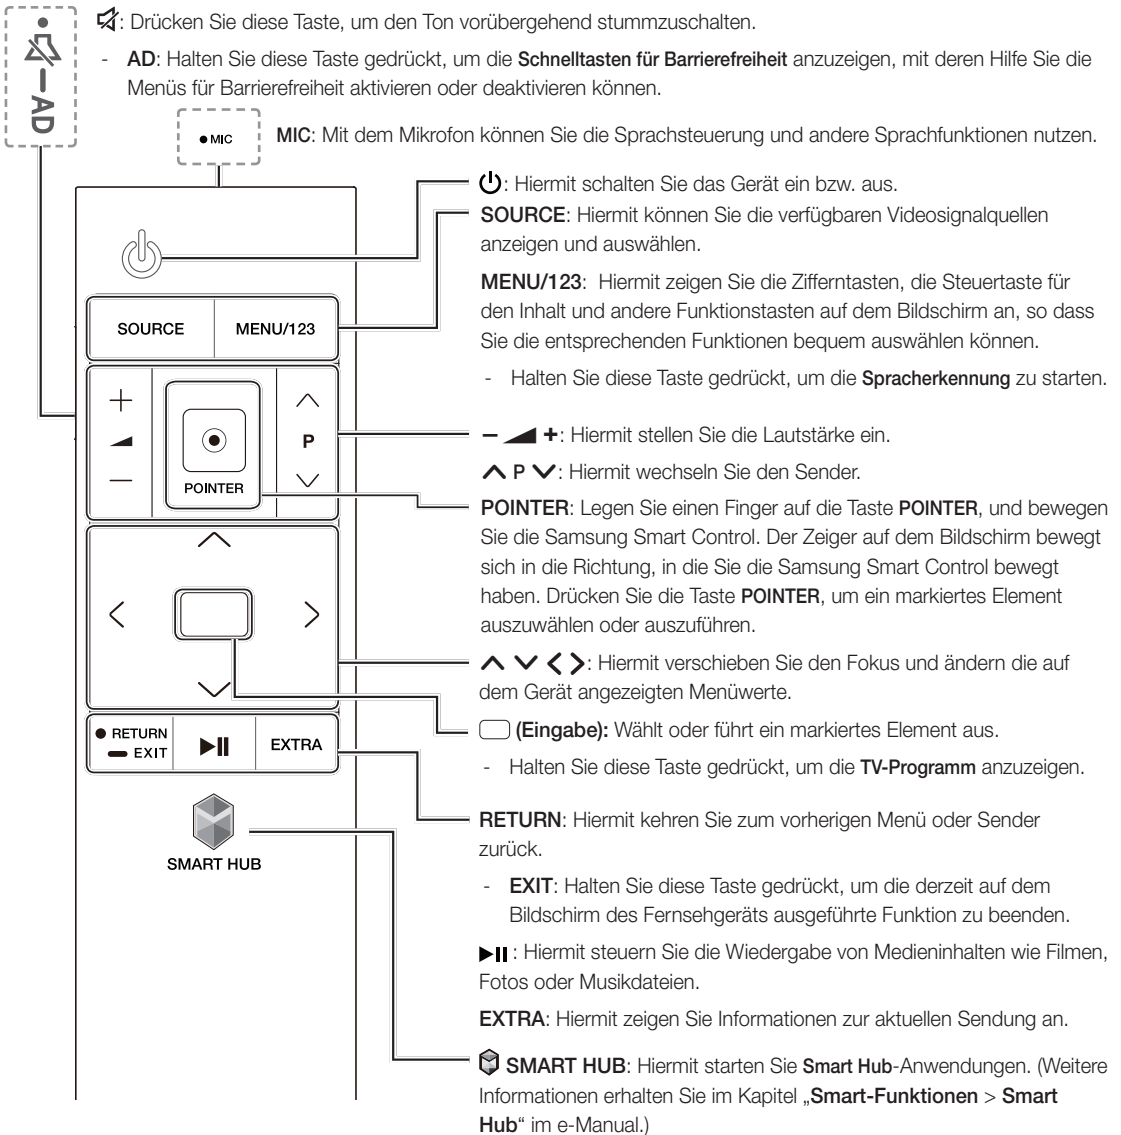 : Drücken Sie diese Taste, um den Ton vorübergehend stummzuschalten.
- AD: Halten Sie diese Taste gedrückt, um die Schnelltasten für Barrierefreiheit anzuzeigen, mit deren Hilfe Sie die
Menüs für Barrierefreiheit aktivieren oder deaktivieren können.
AD
MIC
MIC: Mit dem Mikrofon können Sie die Sprachsteuerung und andere Sprachfunktionen nutzen.
: Hiermit schalten Sie das Gerät ein bzw. aus.
SOURCE: Hiermit können Sie die verfügbaren Videosignalquellen
anzeigen und auswählen.
MENU/123: Hiermit zeigen Sie die Zifferntasten, die Steuertaste für
den Inhalt und andere Funktionstasten auf dem Bildschirm an, so dass
Sie die entsprechenden Funktionen bequem auswählen können.
- Halten Sie diese Taste gedrückt, um die Spracherkennung zu starten.
SOURCE
MENU/123
P
POINTER
− +: Hiermit stellen Sie die Lautstärke ein.
P : Hiermit wechseln Sie den Sender.
POINTER: Legen Sie einen Finger auf die Taste POINTER, und bewegen
Sie die Samsung Smart Control. Der Zeiger auf dem Bildschirm bewegt
sich in die Richtung, in die Sie die Samsung Smart Control bewegt
haben. Drücken Sie die Taste POINTER, um ein markiertes Element
auszuwählen oder auszuführen.
: Hiermit verschieben Sie den Fokus und ändern die auf
dem Gerät angezeigten Menüwerte.
(Eingabe): Wählt oder führt ein markiertes Element aus.
- Halten Sie diese Taste gedrückt, um die TV-Programm anzuzeigen.
RETURN
EXIT
EXTRA
SMART HUB
RETURN: Hiermit kehren Sie zum vorherigen Menü oder Sender
zurück.
- EXIT: Halten Sie diese Taste gedrückt, um die derzeit auf dem
Bildschirm des Fernsehgeräts ausgeführte Funktion zu beenden.
: Hiermit steuern Sie die Wiedergabe von Medieninhalten wie Filmen,
Fotos oder Musikdateien.
EXTRA: Hiermit zeigen Sie Informationen zur aktuellen Sendung an.
SMART HUB: Hiermit starten Sie Smart Hub-Anwendungen. (Weitere
Informationen erhalten Sie im Kapitel „Smart-Funktionen > Smart
Hub“ im e-Manual.)